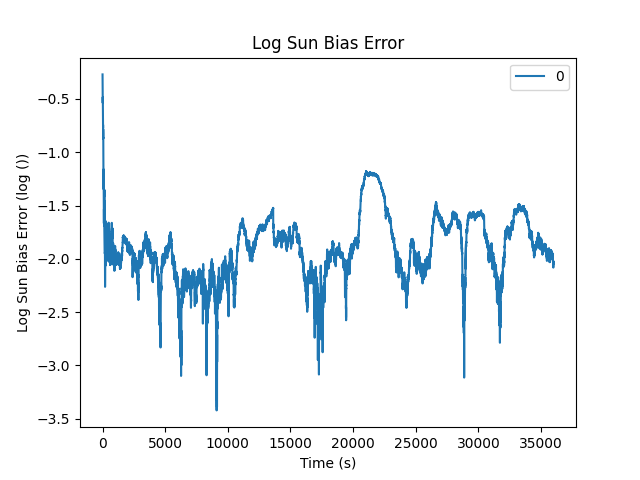 Log Sun Bias Error
0
Log Sun Bias Error (log ())
−0.5
−1.0
−1.5
−2.0
−2.5
−3.0
−3.5
0 5000 10000 15000 20000 25000 30000 35000
Time (s)